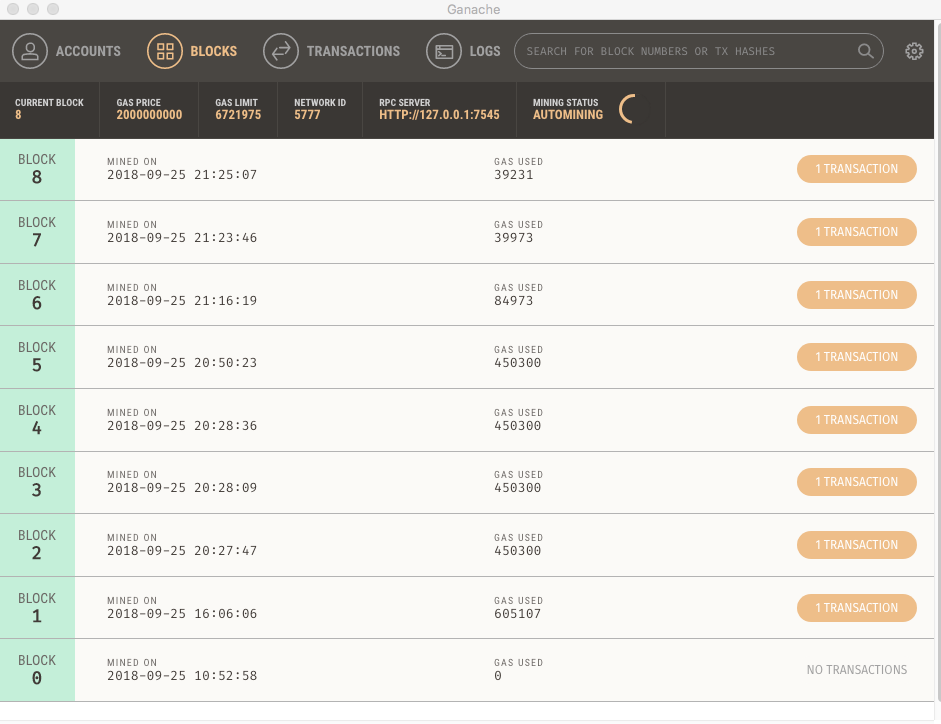 Ganache
ACCOUNTS BLOCKS TRANSACTIONS LOGS SEARCH FOR BLOCK NUMBERS OR TX HASHES
CURRENT BLOCK GAS PRICE GAS LIMIT NETWORK ID RPC SERVER MINING STATUS
8 2000000000 6721975 5777 HTTP://127.0.0.1:7545 AUTOMINING
BLOCK MINED ON GAS USED
8 2018-09-25 21:25:07 39231 1 TRANSACTION
BLOCK MINED ON GAS USED
7 2018-09-25 21:23:46 39973 1 TRANSACTION
BLOCK MINED ON GAS USED
6 2018-09-25 21:16:19 84973 1 TRANSACTION
BLOCK MINED ON GAS USED
5 2018-09-25 20:50:23 450300 1 TRANSACTION
BLOCK MINED ON GAS USED
4 2018-09-25 20:28:36 450300 1 TRANSACTION
BLOCK MINED ON GAS USED
3 2018-09-25 20:28:09 450300 1 TRANSACTION
BLOCK MINED ON GAS USED
2 2018-09-25 20:27:47 450300 1 TRANSACTION
BLOCK MINED ON GAS USED
1 2018-09-25 16:06:06 605107 1 TRANSACTION
BLOCK MINED ON GAS USED
0 2018-09-25 10:52:58 0 NO TRANSACTIONS